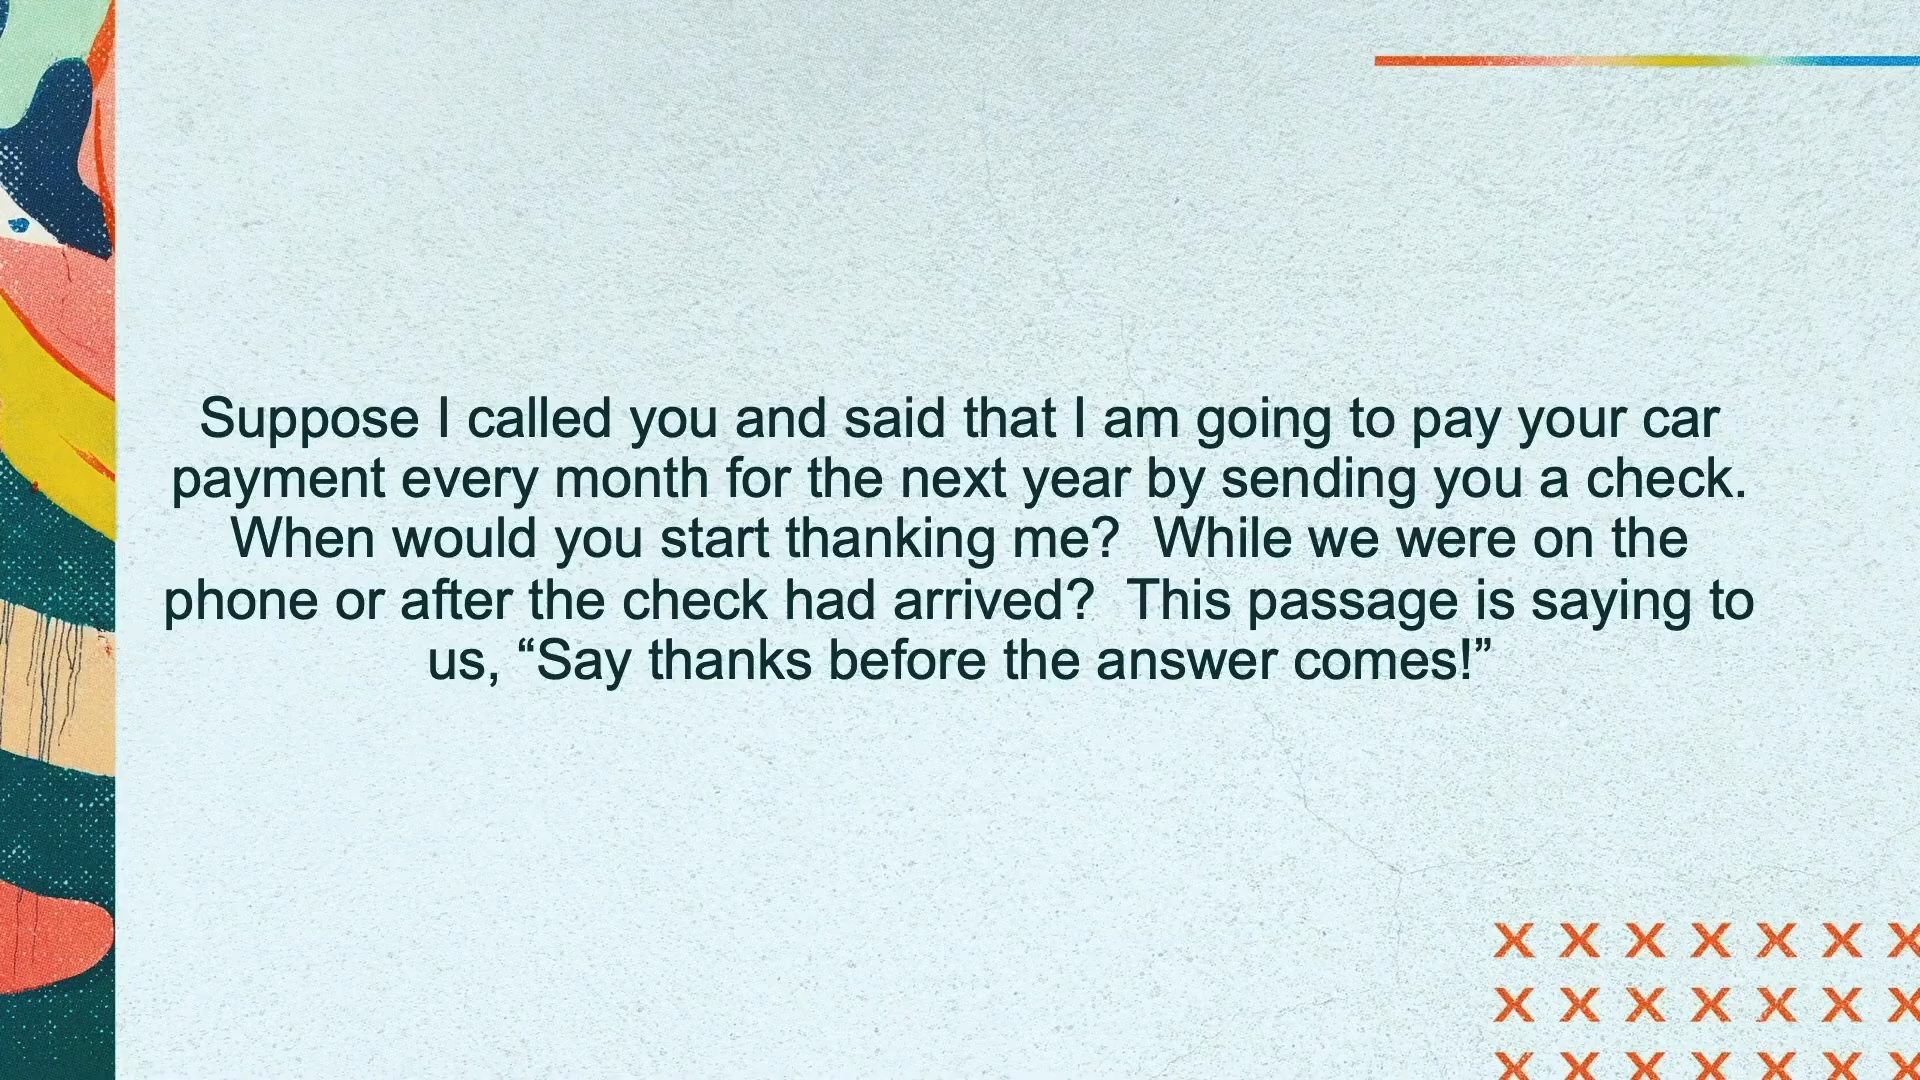 Suppose I called you and said that I am going to pay your car
payment every month for the next year by sending you a check.
When would you start thanking me?  While we were on the
phone or after the check had arrived?  This passage is saying to
us, “Say thanks before the answer comes!”